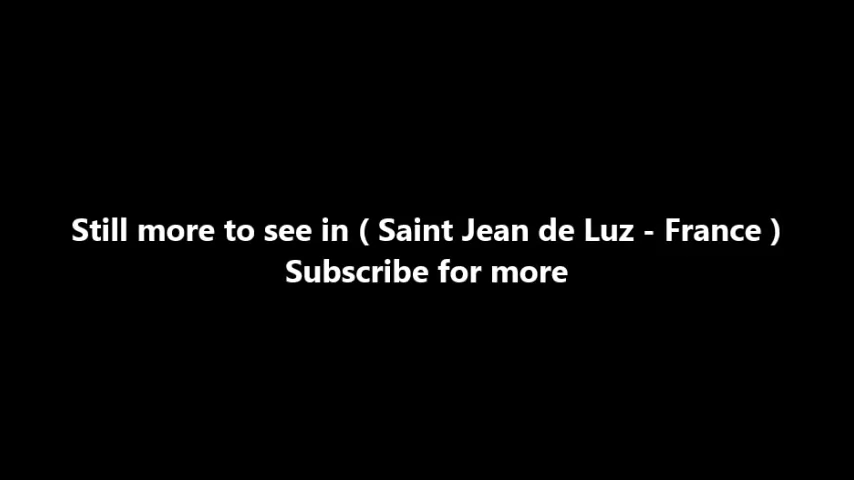 Still more to see in ( Saint Jean de Luz - France )
Subscribe for more